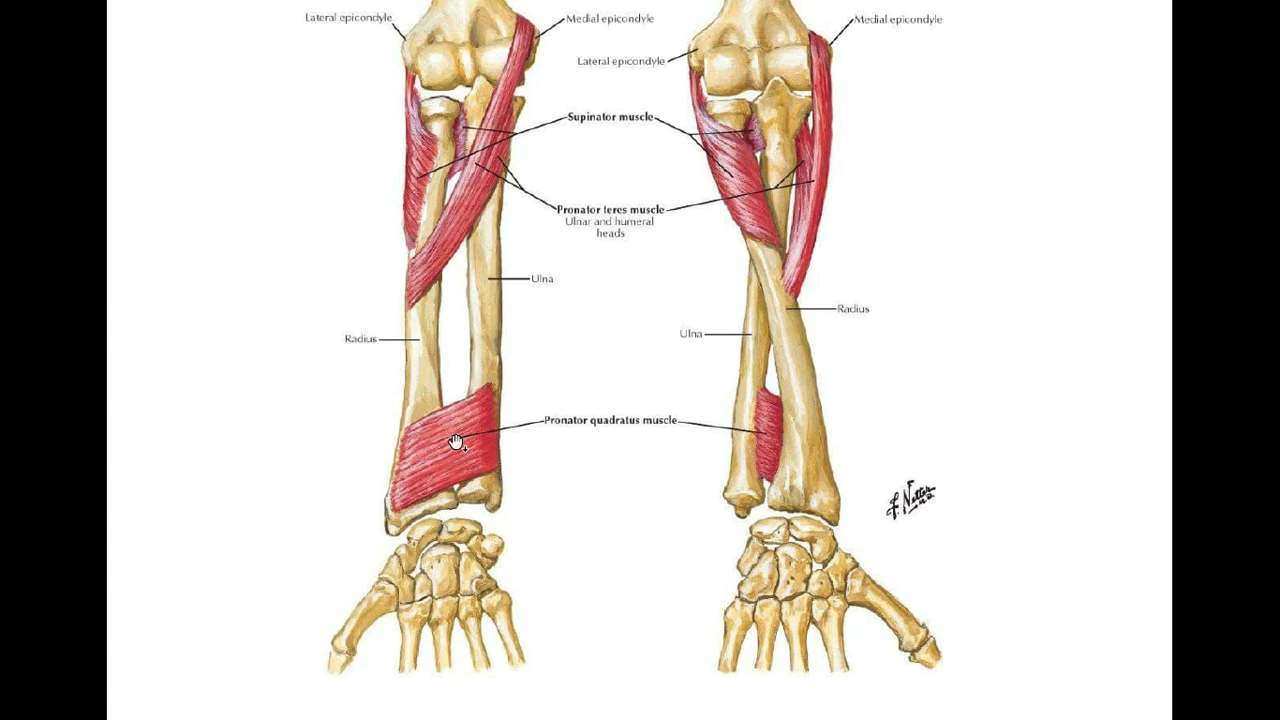 Lateral epicondyle
Medial epicondyle
Medial epicondyle
Lateral epicondyle
Supinator muscle
Pronator teres muscle
Ulnar and humeral
heads
Ulna
Radius
Radius
Ulna
Pronator quadratus muscle
F. Netter
M.D.